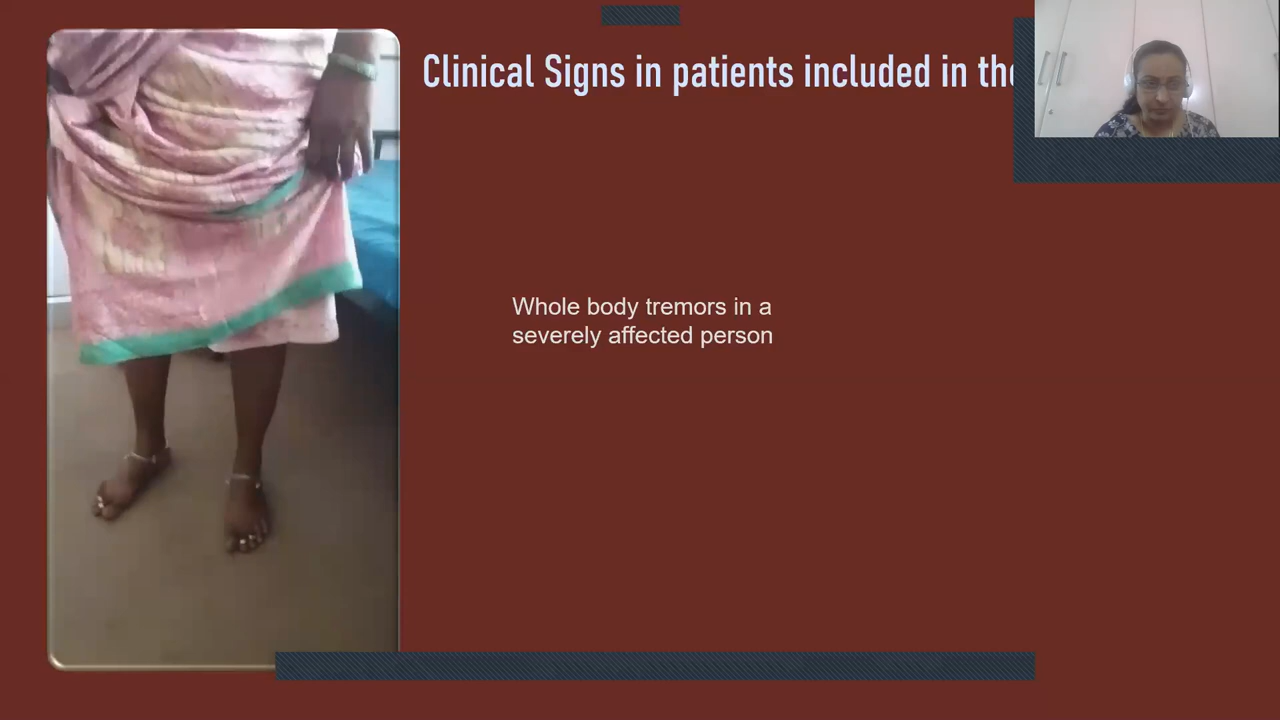 Clinical Signs in patients included in the
Whole body tremors in a
severely affected person